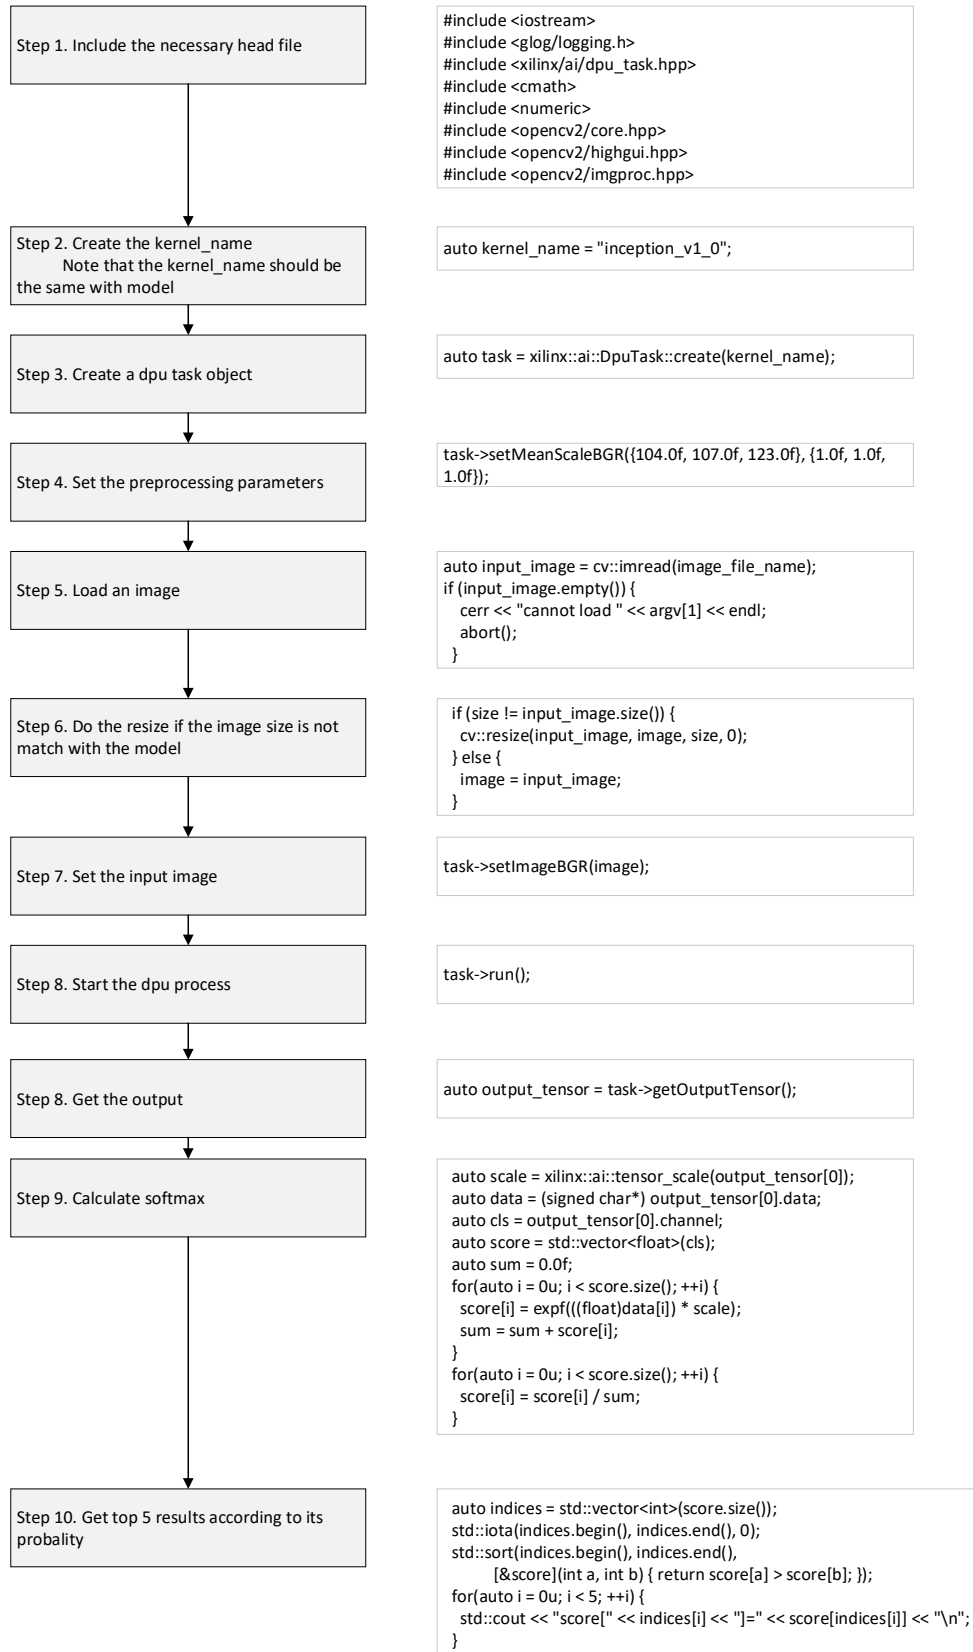 Step 1. Include the necessary head file
#include <iostream>
#include <glog/logging.h>
#include <xilinx/ai/dpu_task.hpp>
#include <cmath>
#include <numeric>
#include <opencv2/core.hpp>
#include <opencv2/highgui.hpp>
#include <opencv2/imgproc.hpp>
Step 2. Create the kernel_name
Note that the kernel_name should be
the same with model
auto kernel_name = "inception_v1_0";
Step 3. Create a dpu task object
auto task = xilinx::ai::DpuTask::create(kernel_name);
Step 4. Set the preprocessing parameters
task->setMeanScaleBGR({104.0f, 107.0f, 123.0f}, {1.0f, 1.0f,
1.0f});
Step 5. Load an image
auto input_image = cv::imread(image_file_name);
if (input_image.empty()) {
cerr << "cannot load " << argv[1] << endl;
abort();
}
Step 6. Do the resize if the image size is not
match with the model
if (size != input_image.size()) {
cv::resize(input_image, image, size, 0);
} else {
image = input_image;
}
Step 7. Set the input image
task->setImageBGR(image);
Step 8. Start the dpu process
task->run();
Step 8. Get the output
auto output_tensor = task->getOutputTensor();
Step 9. Calculate softmax
auto scale = xilinx::ai::tensor_scale(output_tensor[0]);
auto data = (signed char*) output_tensor[0].data;
auto cls = output_tensor[0].channel;
auto score = std::vector<float>(cls);
auto sum = 0.0f;
for(auto i = 0u; i < score.size(); ++i) {
score[i] = expf(((float)data[i]) * scale);
sum = sum + score[i];
}
for(auto i = 0u; i < score.size(); ++i) {
score[i] = score[i] / sum;
}
Step 10. Get top 5 results according to its
probality
auto indices = std::vector<int>(score.size());
std::iota(indices.begin(), indices.end(), 0);
std::sort(indices.begin(), indices.end(),
[&score](int a, int b) { return score[a] > score[b]; });
for(auto i = 0u; i < 5; ++i) {
std::cout << "score[" << indices[i] << "]=" << score[indices[i]] << "\n";
}